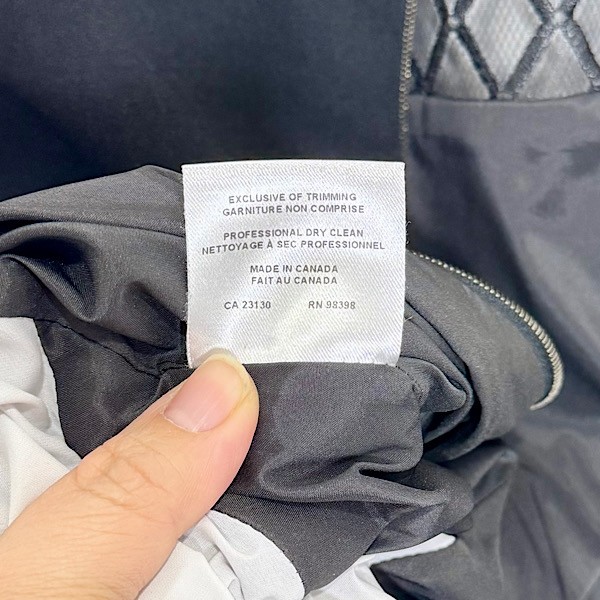 EXCLUSIVE OF TRIMMING
GARNITURE NON COMPRISE
PROFESSIONAL DRY CLEAN
NETTOYAGE À SEC PROFESSIONNEL
MADE IN CANADA
FAIT AU CANADA
CA 23130 RN 98398